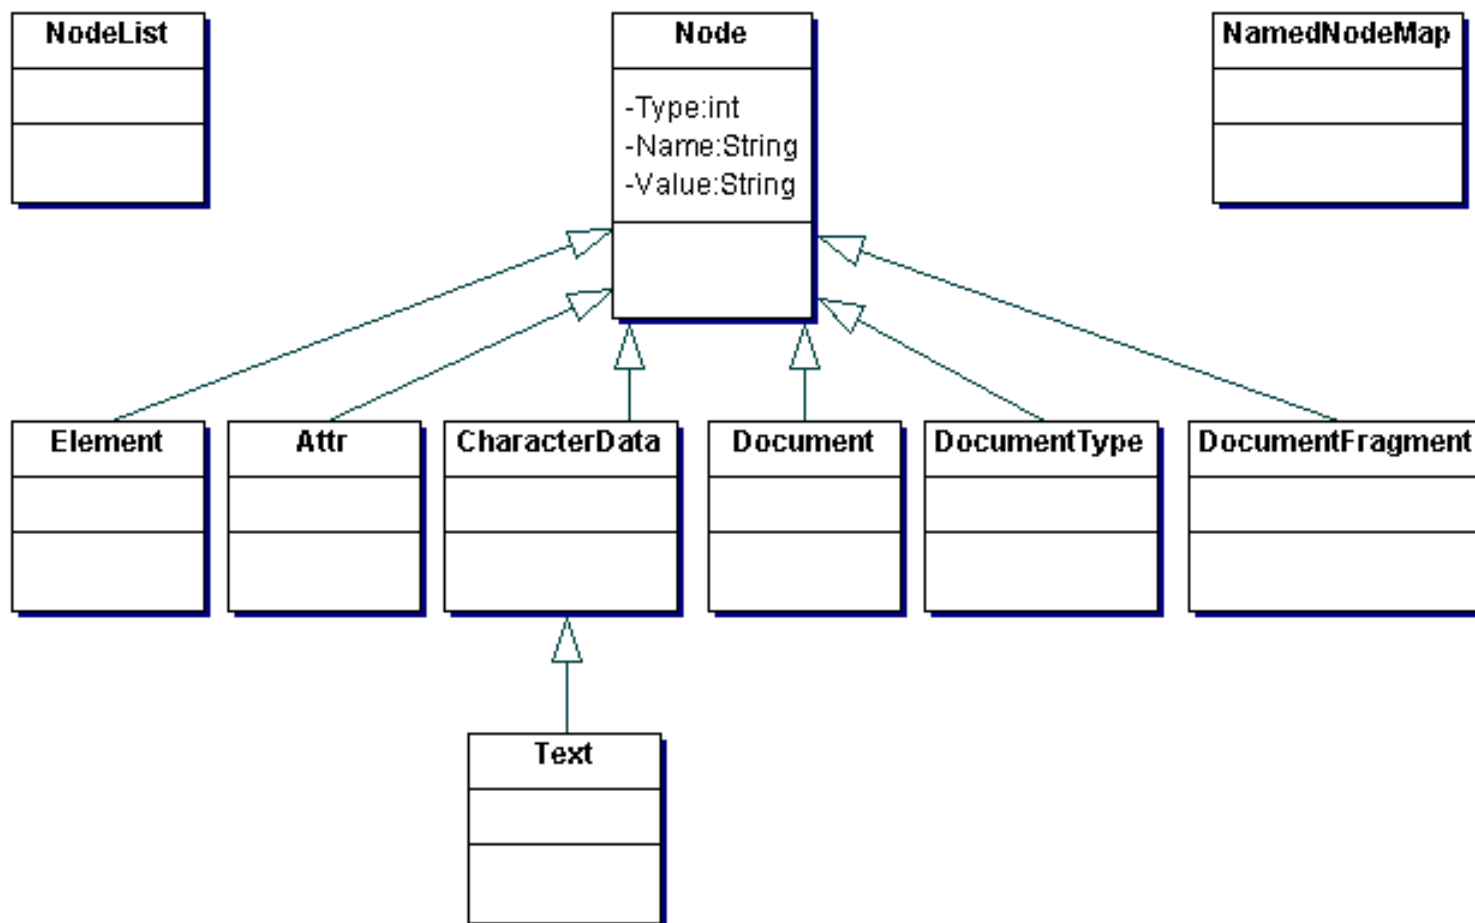 NodeList
Node
NamedNodeMap
-Type:int
-Name:String
-Value:String
Element
Attr
CharacterData
Document
DocumentType
DocumentFragment
Text